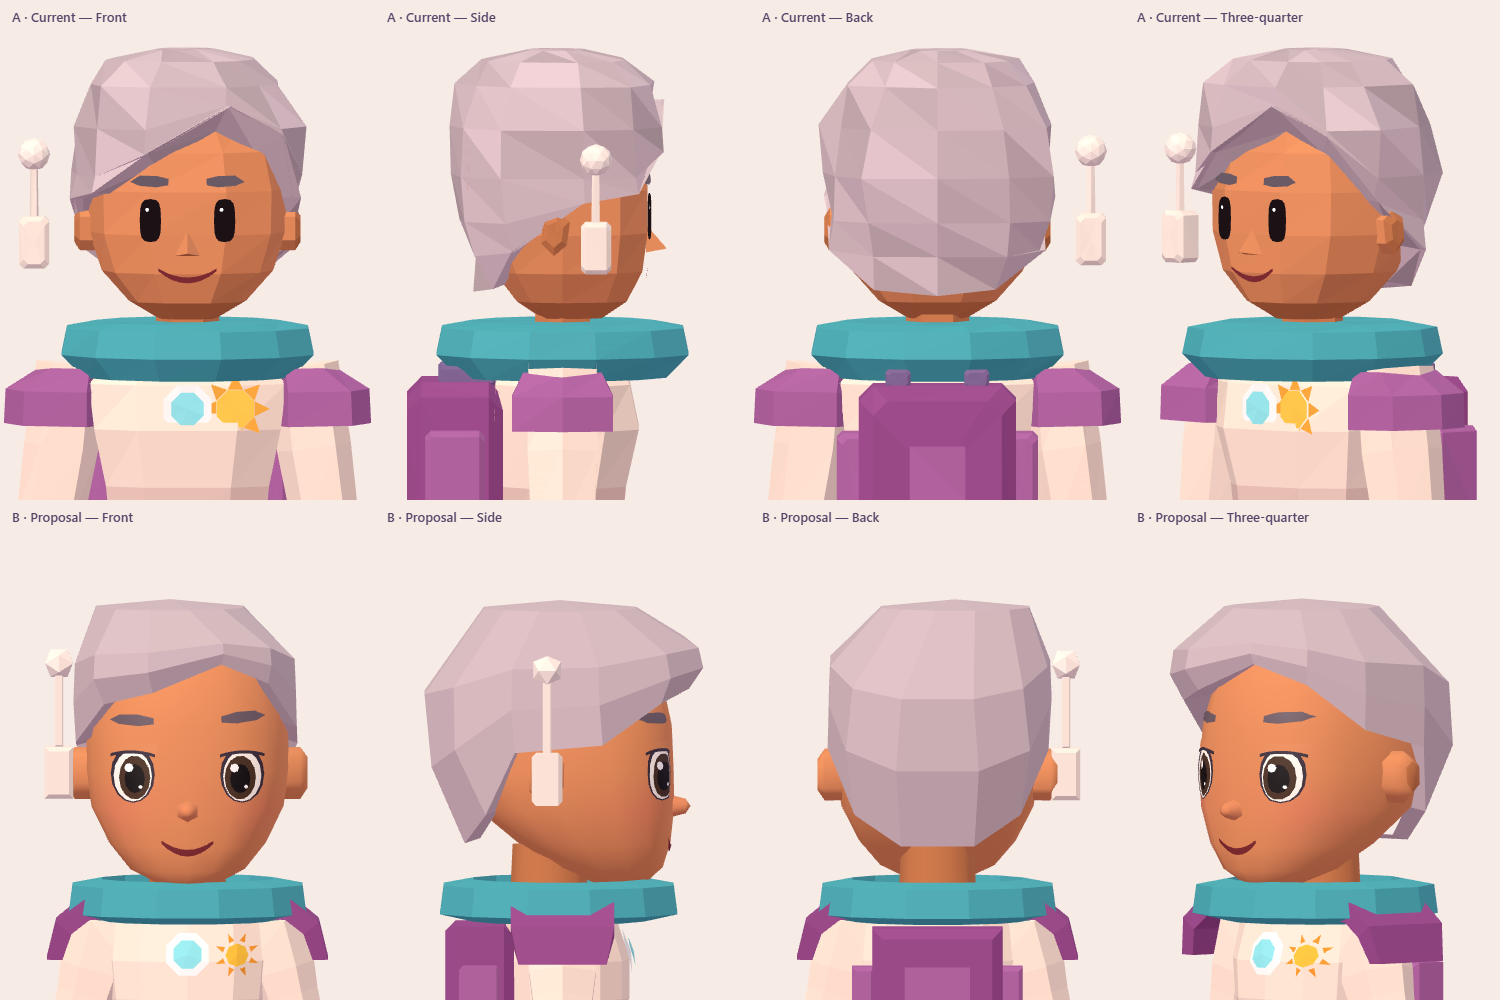 A · Current — Front
A · Current — Side
A · Current — Back
A · Current — Three-quarter
B · Proposal — Front
B · Proposal — Side
B · Proposal — Back
B · Proposal — Three-quarter